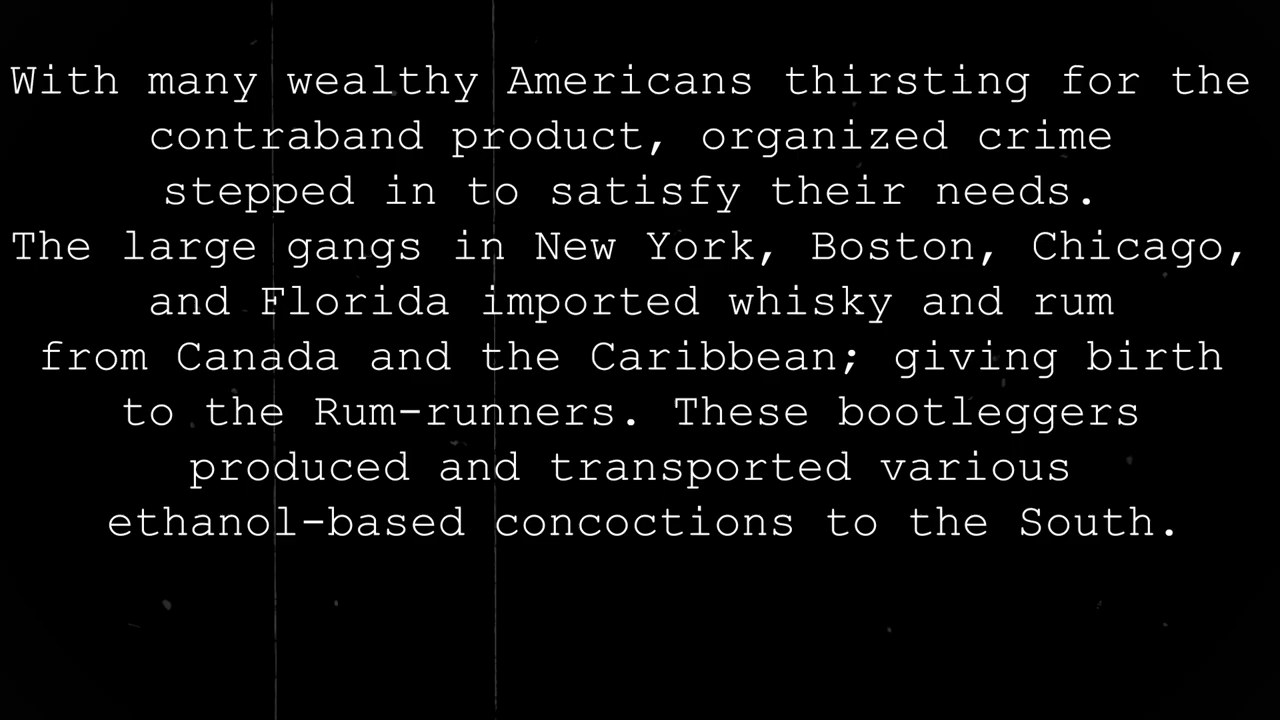 With many wealthy Americans thirsting for the
contraband product, organized crime
stepped in to satisfy their needs.
The large gangs in New York, Boston, Chicago,
and Florida imported whisky and rum
from Canada and the Caribbean; giving birth
to the Rum-runners. These bootleggers
produced and transported various
ethanol-based concoctions to the South.